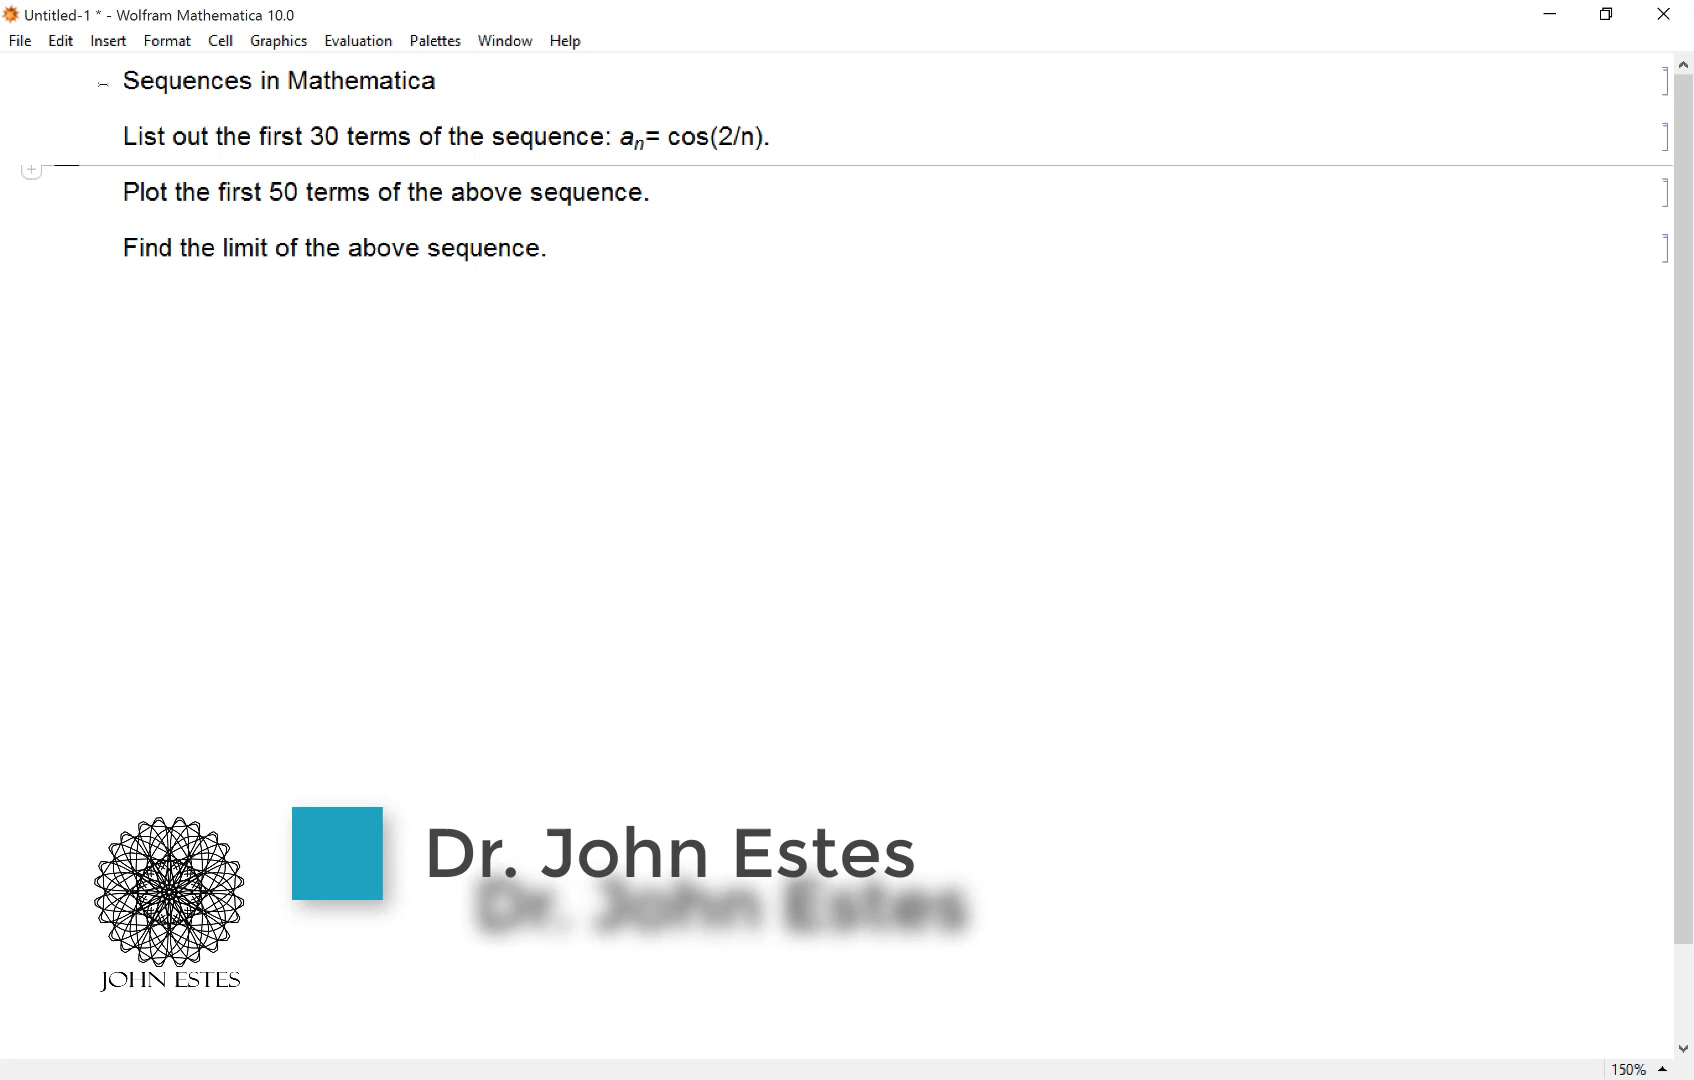 Untitled-1 * - Wolfram Mathematica 10.0
File Edit Insert Format Cell Graphics Evaluation Palettes Window Help
Sequences in Mathematica
List out the first 30 terms of the sequence: aₙ= cos(2/n).
Plot the first 50 terms of the above sequence.
Find the limit of the above sequence.
Dr. John Estes
JOHN ESTES
150%